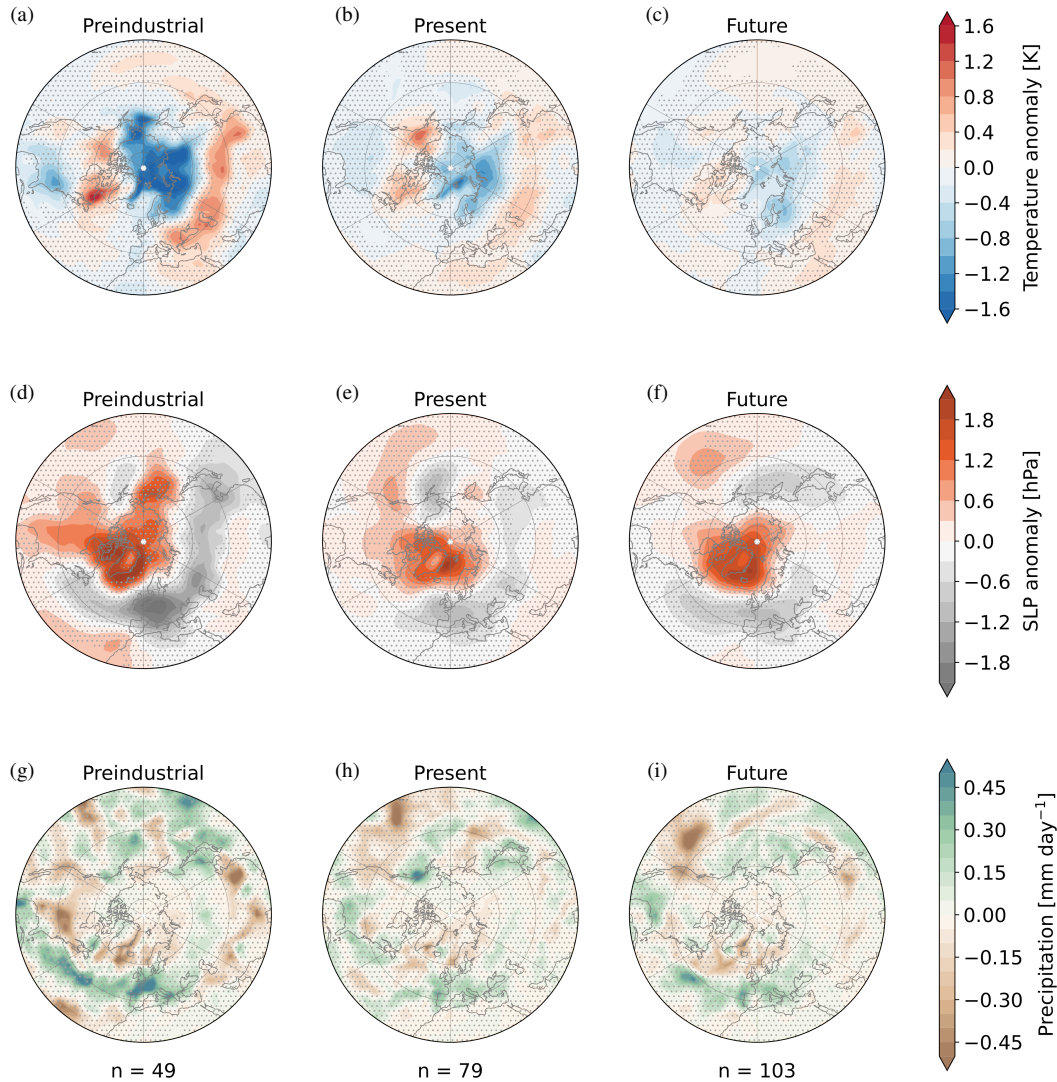 (a) (b) (c)
Preindustrial Present Future
1.6
1.2
0.8
0.4
0.0
−0.4
−0.8
−1.2
−1.6
Temperature anomaly [K]
(d) (e) (f)
Preindustrial Present Future
1.8
1.2
0.6
0.0
−0.6
−1.2
−1.8
SLP anomaly [hPa]
(g) (h) (i)
Preindustrial Present Future
0.45
0.30
0.15
0.00
−0.15
−0.30
−0.45
Precipitation [mm day⁻¹]
n = 49 n = 79 n = 103